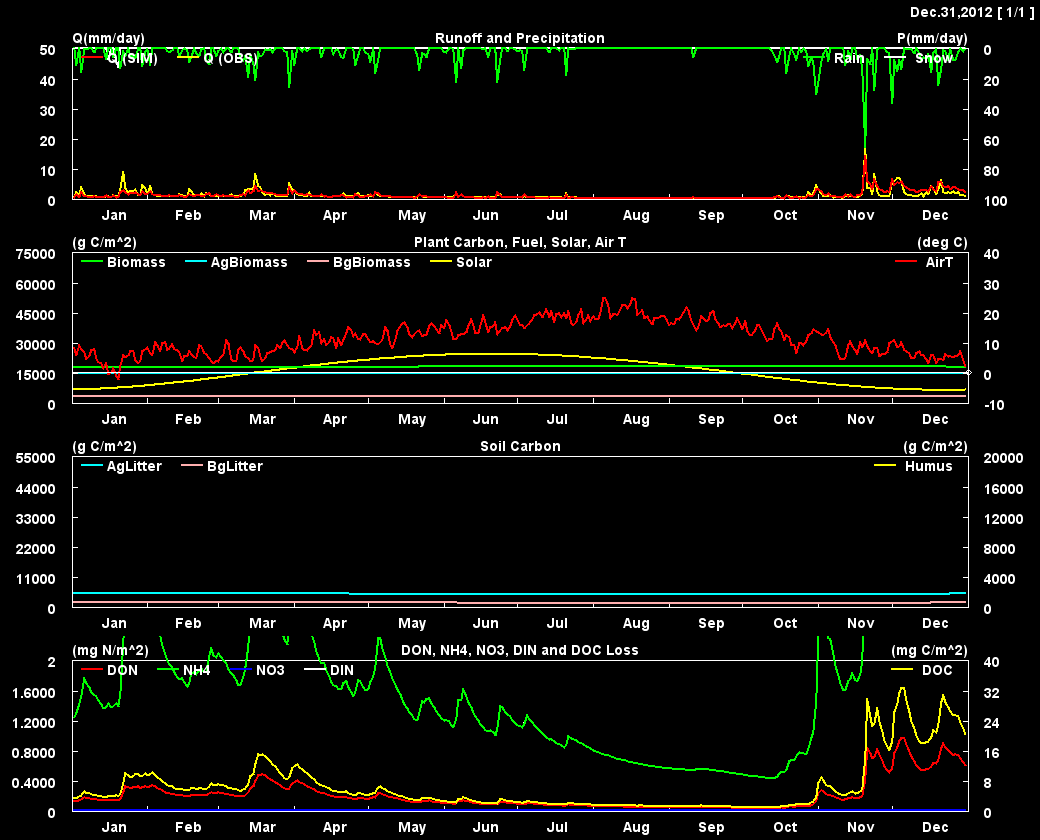 Dec.31,2012 [ 1/1 ]
Q(mm/day) Runoff and Precipitation P(mm/day)
50 0
Q (SIM) Q (OBS) Rain Snow
40 20
30 40
20 60
10 80
0 100
Jan Feb Mar Apr May Jun Jul Aug Sep Oct Nov Dec
(g C/m^2) Plant Carbon, Fuel, Solar, Air T (deg C)
75000 40
Biomass AgBiomass BgBiomass Solar AirT
60000 30
45000 20
30000 10
15000 0
0 -10
Jan Feb Mar Apr May Jun Jul Aug Sep Oct Nov Dec
(g C/m^2) Soil Carbon (g C/m^2)
55000 20000
AgLitter BgLitter Humus
44000 16000
33000 12000
22000 8000
11000 4000
0 0
Jan Feb Mar Apr May Jun Jul Aug Sep Oct Nov Dec
(mg N/m^2) DON, NH4, NO3, DIN and DOC Loss (mg C/m^2)
2 40
DON NH4 NO3 DIN DOC
1.6000 32
1.2000 24
0.8000 16
0.4000 8
0 0
Jan Feb Mar Apr May Jun Jul Aug Sep Oct Nov Dec